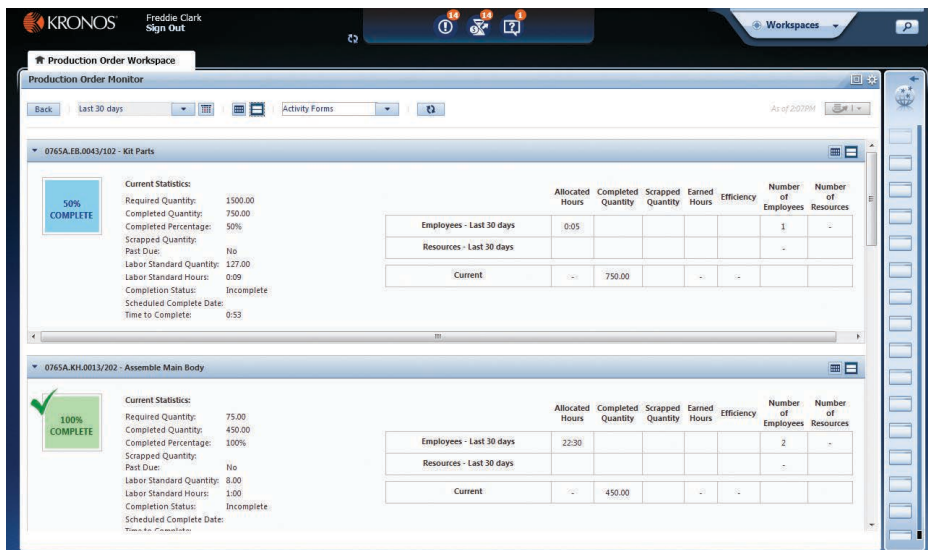 KRONOS
Freddie Clark
Sign Out
14
14
1
Workspaces
Production Order Workspace
Production Order Monitor
Back
Last 30 days
Activity Forms
As of 2:07PM
0765A.EB.0043/102 - Kit Parts
50%
COMPLETE
Current Statistics:
Required Quantity: 1500.00
Completed Quantity: 750.00
Completed Percentage: 50%
Scrapped Quantity:
Past Due: No
Labor Standard Quantity: 127.00
Labor Standard Hours: 0:09
Completion Status: Incomplete
Scheduled Complete Date:
Time to Complete: 0:53
Allocated Hours Completed Quantity Scrapped Quantity Earned Hours Efficiency Number of Employees Number of Resources
Employees - Last 30 days 0:05 1 -
Resources - Last 30 days -
Current - 750.00 - -
0765A.KH.0013/202 - Assemble Main Body
100%
COMPLETE
Current Statistics:
Required Quantity: 75.00
Completed Quantity: 450.00
Completed Percentage: 100%
Scrapped Quantity:
Past Due: No
Labor Standard Quantity: 8.00
Labor Standard Hours: 1:00
Completion Status: Incomplete
Scheduled Complete Date:
Time to Complete:
Allocated Hours Completed Quantity Scrapped Quantity Earned Hours Efficiency Number of Employees Number of Resources
Employees - Last 30 days 22:30 2 -
Resources - Last 30 days -
Current - 450.00 - -